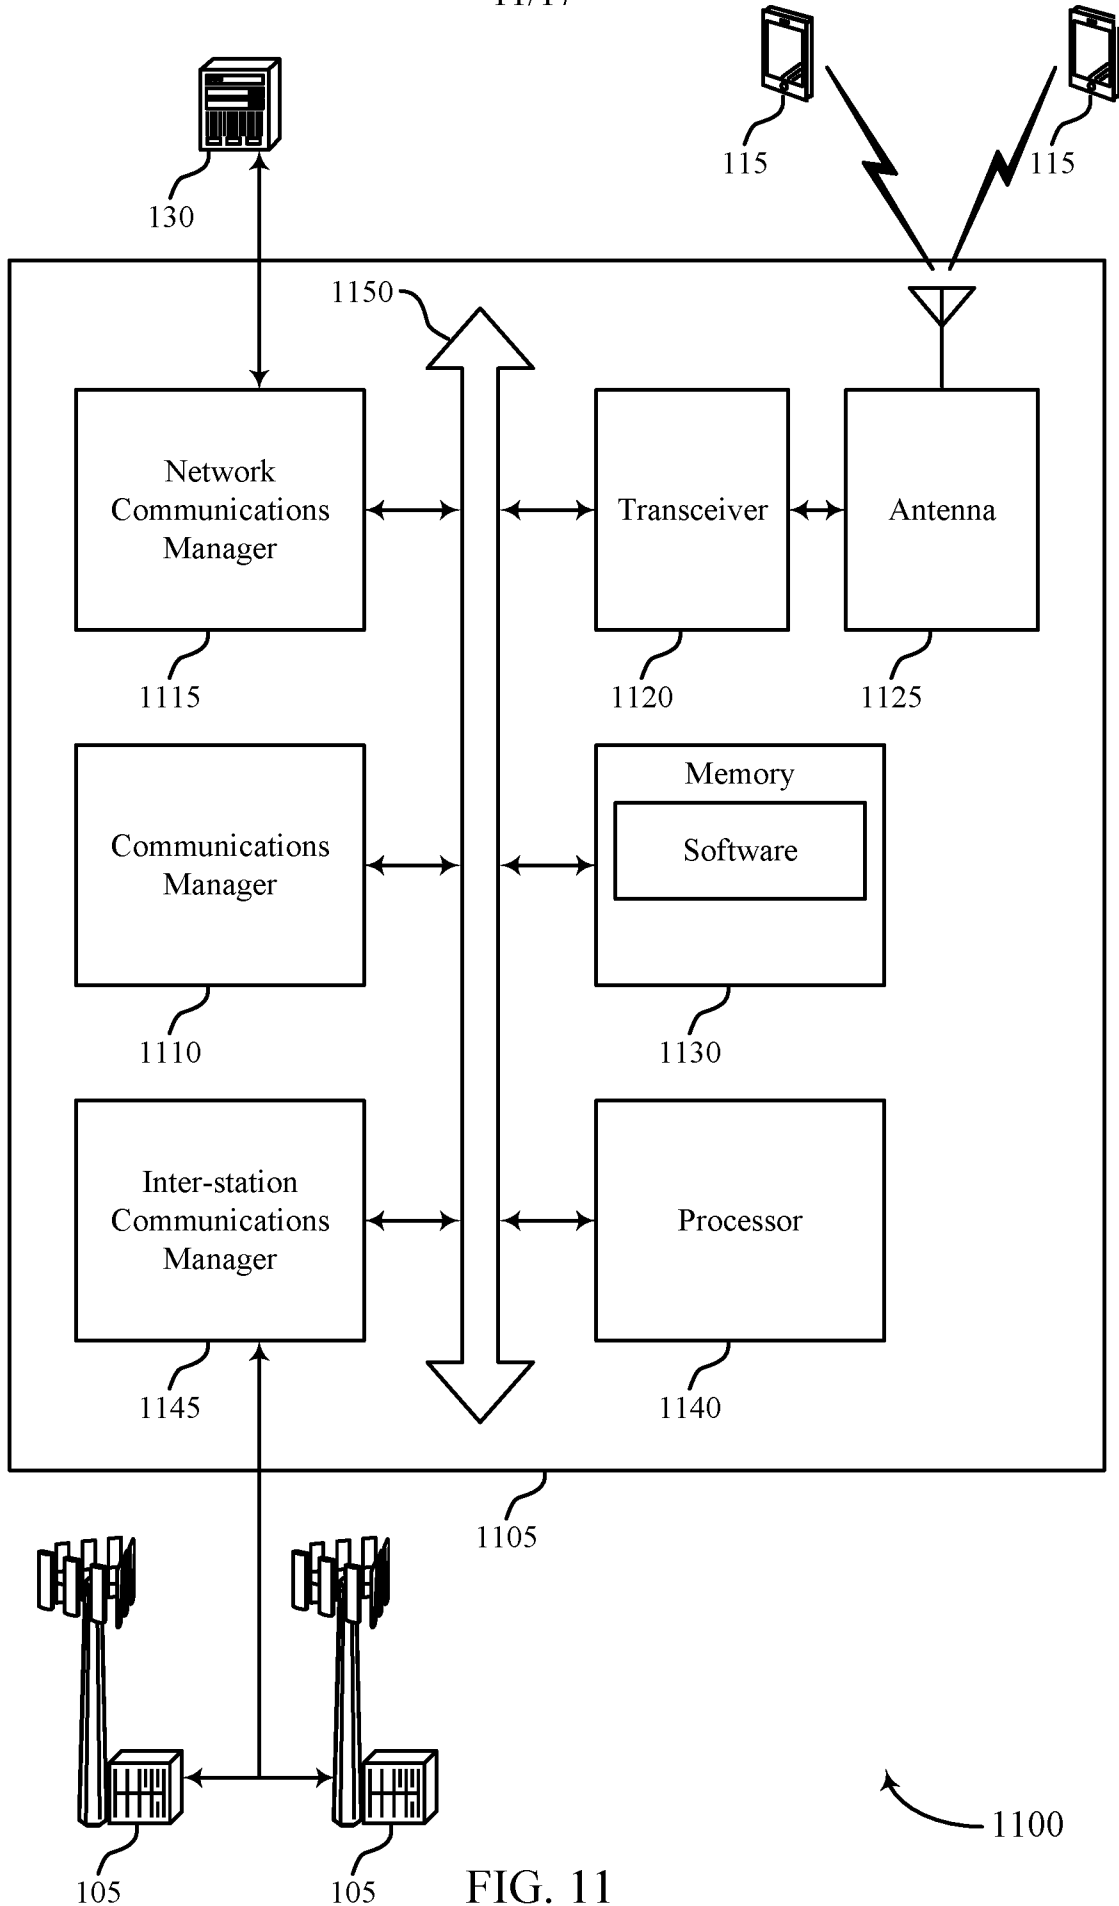 130
115
115
1150
Network
Communications
Manager
Transceiver
Antenna
1115
1120
1125
Communications
Manager
Memory
Software
1110
1130
Inter-station
Communications
Manager
Processor
1145
1140
1105
1100
105
105
FIG. 11